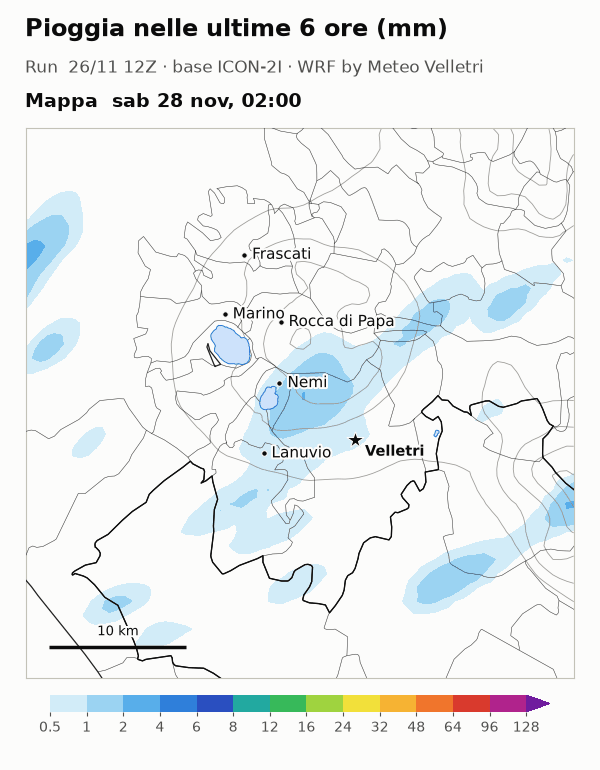 Pioggia nelle ultime 6 ore (mm)
Run 26/11 12Z · base ICON-2I · WRF by Meteo Velletri
Mappa sab 28 nov, 02:00
Frascati
Marino
Rocca di Papa
Nemi
Velletri
Lanuvio
10 km
0.5 1 2 4 6 8 12 16 24 32 48 64 96 128